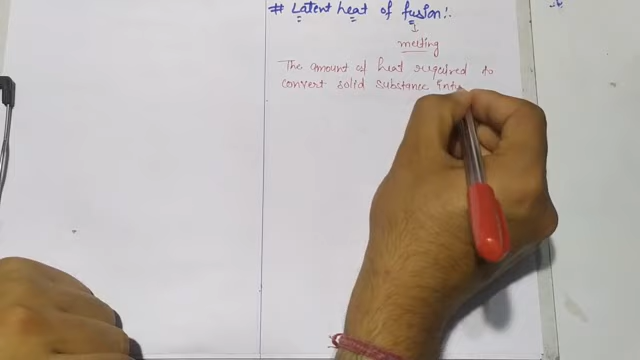 # Latent heat of fusion:-
melting
The amount of heat required to
convert solid substance into